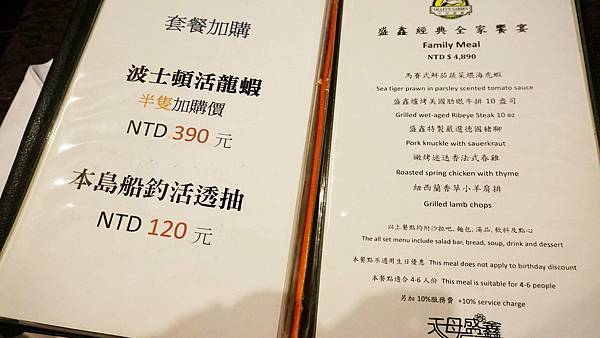 套餐加購
波士頓活龍蝦
半隻加購價
NTD 390 元
本島船釣活透抽
NTD 120 元
盛鑫經典全家饗宴
Family Meal
NTD $ 4,890
馬賽式鮮茄蔬菜煨海虎蝦
Sea tiger prawn in parsley scented tomato sauce
盛鑫爐烤美國肋眼牛排 10 盎司
Grilled wet-aged Ribeye Steak 10 oz
盛鑫特製嚴選德國豬腳
Pork knuckle with sauerkraut
嫩烤迷迭香法式春雞
Roasted spring chicken with thyme
紐西蘭香草小羊肩排
Grilled lamb chops
以上餐點均附沙拉吧、麵包、湯品、飲料及點心
The all set menu include salad bar, bread, soup, drink and dessert
本餐點不適用生日優惠 This meal does not apply to birthday discount
本餐點適合 4-6 人份 This meal is suitable for 4-6 people
另加 10%服務費 +10% service charge
天母盛鑫